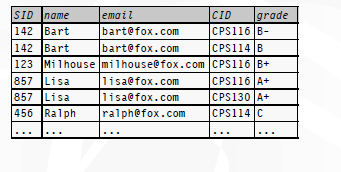 SID name email CID grade
142 Bart bart@fox.com CPS116 B-
142 Bart bart@fox.com CPS114 B
123 Milhouse milhouse@fox.com CPS116 B+
857 Lisa lisa@fox.com CPS116 A+
857 Lisa lisa@fox.com CPS130 A+
456 Ralph ralph@fox.com CPS114 C
... ... ... ... ...